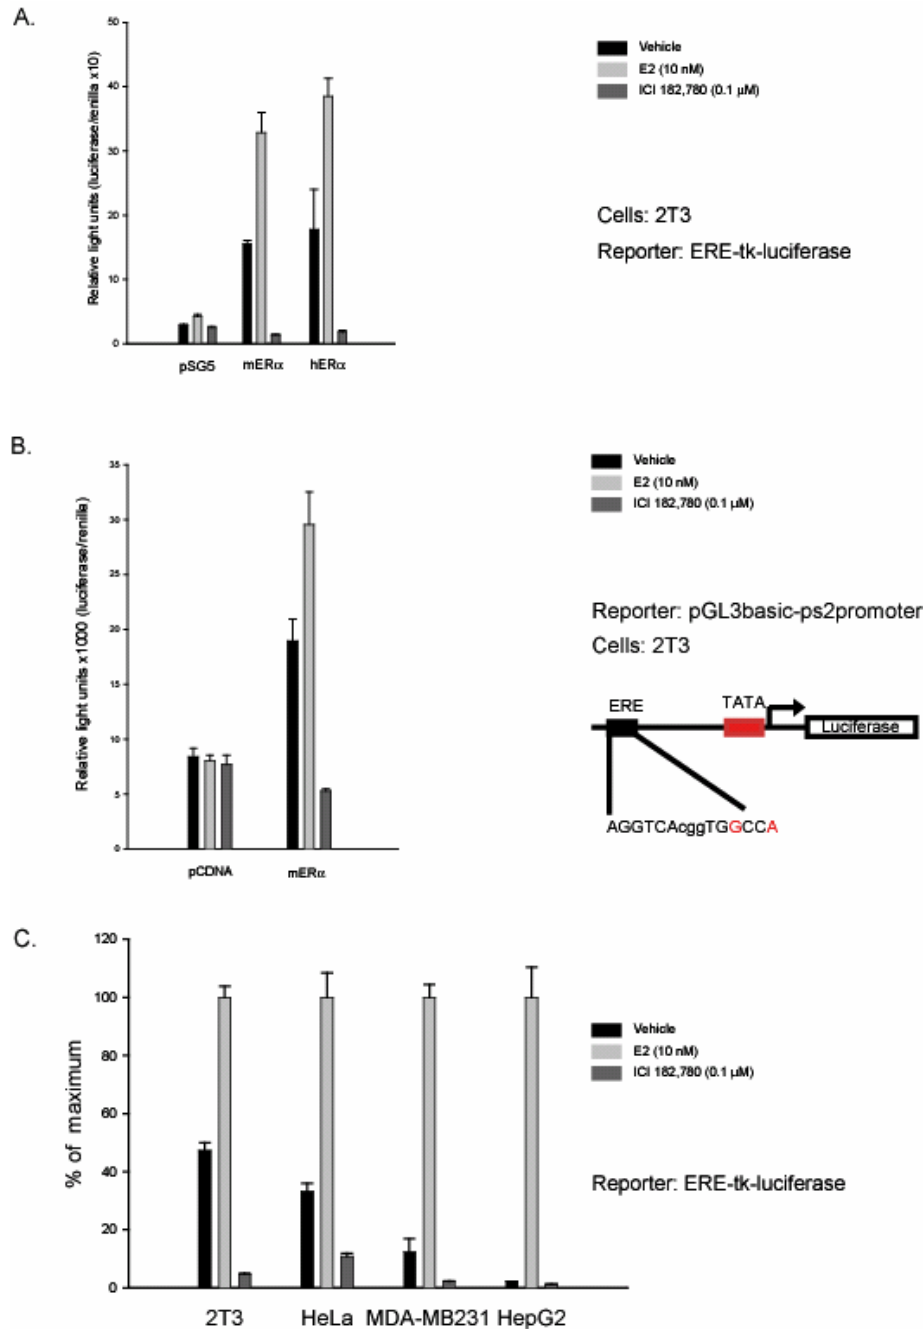 A.
Relative light units (luciferase/renilla x10)
50
40
30
20
10
0
pSG5 mERα hERα
Vehicle
E2 (10 nM)
ICI 182,780 (0.1 μM)
Cells: 2T3
Reporter: ERE-tk-luciferase
B.
Relative light units x1000 (luciferase/renilla)
35
30
25
20
15
10
5
0
pCDNA mERα
Vehicle
E2 (10 nM)
ICI 182,780 (0.1 μM)
Reporter: pGL3basic-ps2promoter
Cells: 2T3
ERE TATA
Luciferase
AGGTCAcggTGGCCA
C.
% of maximum
120
100
80
60
40
20
0
2T3 HeLa MDA-MB231 HepG2
Vehicle
E2 (10 nM)
ICI 182,780 (0.1 μM)
Reporter: ERE-tk-luciferase